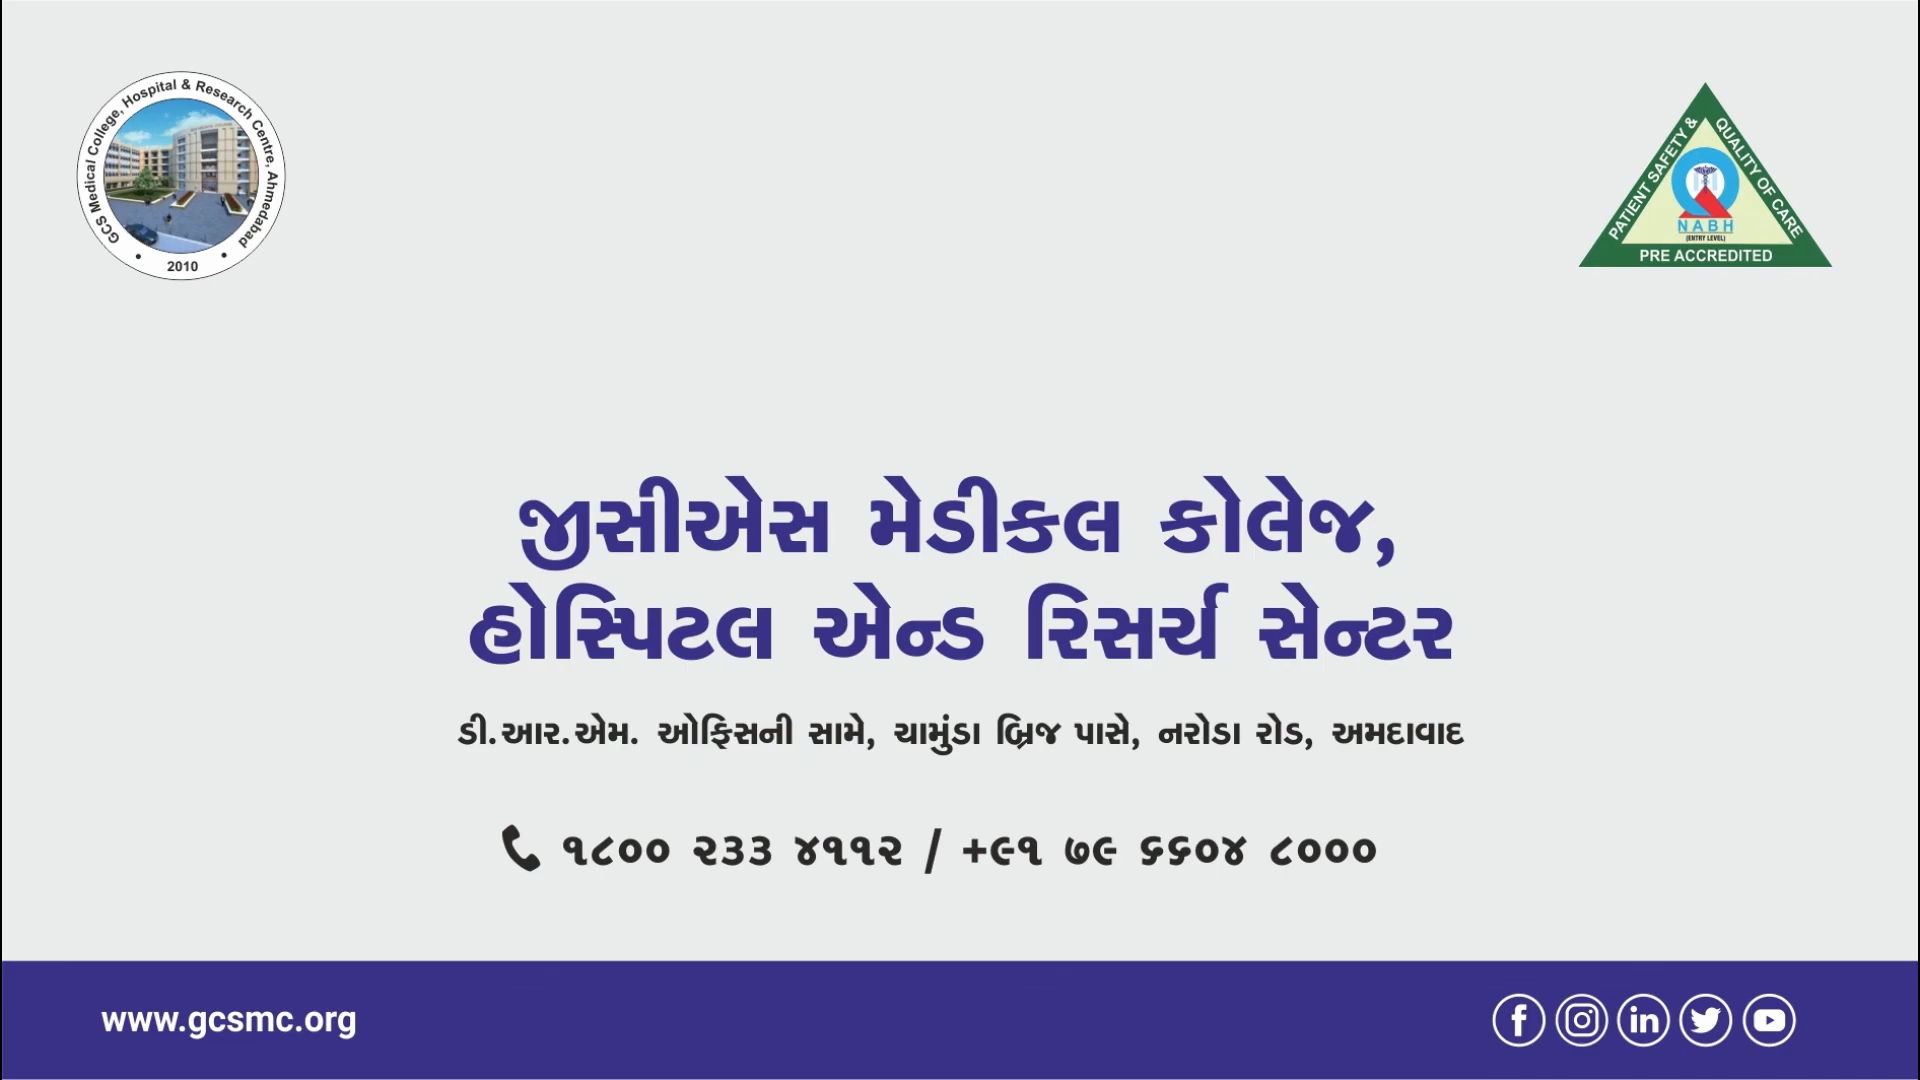 GCS Medical College, Hospital & Research Centre, Ahmedabad
2010
PATIENT SAFETY & QUALITY OF CARE
NABH
(ENTRY LEVEL)
PRE ACCREDITED
જીસીએસ મેડીકલ કોલેજ,
હોસ્પિટલ એન્ડ રિસર્ચ સેન્ટર
ડી.આર.એમ. ઓફિસની સામે, ચામુંડા બ્રિજ પાસે, નરોડા રોડ, અમદાવાદ
૧૮૦૦ ૨૩૩ ૪૧૧૨ / +૯૧ ૭૯ ૬૬૦૪ ૮૦૦૦
www.gcsmc.org